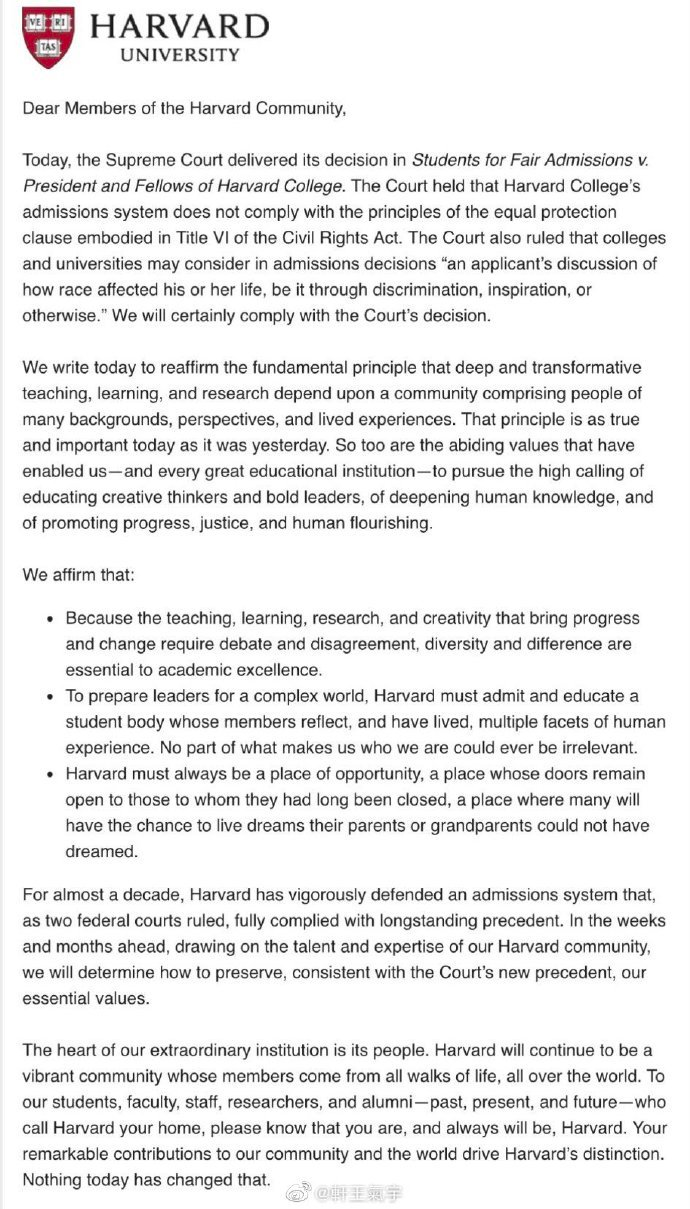 VE RI
TAS
HARVARD
UNIVERSITY
Dear Members of the Harvard Community,
Today, the Supreme Court delivered its decision in Students for Fair Admissions v.
President and Fellows of Harvard College. The Court held that Harvard College's
admissions system does not comply with the principles of the equal protection
clause embodied in Title VI of the Civil Rights Act. The Court also ruled that colleges
and universities may consider in admissions decisions “an applicant's discussion of
how race affected his or her life, be it through discrimination, inspiration, or
otherwise.” We will certainly comply with the Court's decision.
We write today to reaffirm the fundamental principle that deep and transformative
teaching, learning, and research depend upon a community comprising people of
many backgrounds, perspectives, and lived experiences. That principle is as true
and important today as it was yesterday. So too are the abiding values that have
enabled us—and every great educational institution—to pursue the high calling of
educating creative thinkers and bold leaders, of deepening human knowledge, and
of promoting progress, justice, and human flourishing.
We affirm that:
• Because the teaching, learning, research, and creativity that bring progress
and change require debate and disagreement, diversity and difference are
essential to academic excellence.
• To prepare leaders for a complex world, Harvard must admit and educate a
student body whose members reflect, and have lived, multiple facets of human
experience. No part of what makes us who we are could ever be irrelevant.
• Harvard must always be a place of opportunity, a place whose doors remain
open to those to whom they had long been closed, a place where many will
have the chance to live dreams their parents or grandparents could not have
dreamed.
For almost a decade, Harvard has vigorously defended an admissions system that,
as two federal courts ruled, fully complied with longstanding precedent. In the weeks
and months ahead, drawing on the talent and expertise of our Harvard community,
we will determine how to preserve, consistent with the Court's new precedent, our
essential values.
The heart of our extraordinary institution is its people. Harvard will continue to be a
vibrant community whose members come from all walks of life, all over the world. To
our students, faculty, staff, researchers, and alumni—past, present, and future—who
call Harvard your home, please know that you are, and always will be, Harvard. Your
remarkable contributions to our community and the world drive Harvard's distinction.
Nothing today has changed that.
@軒王氣宇